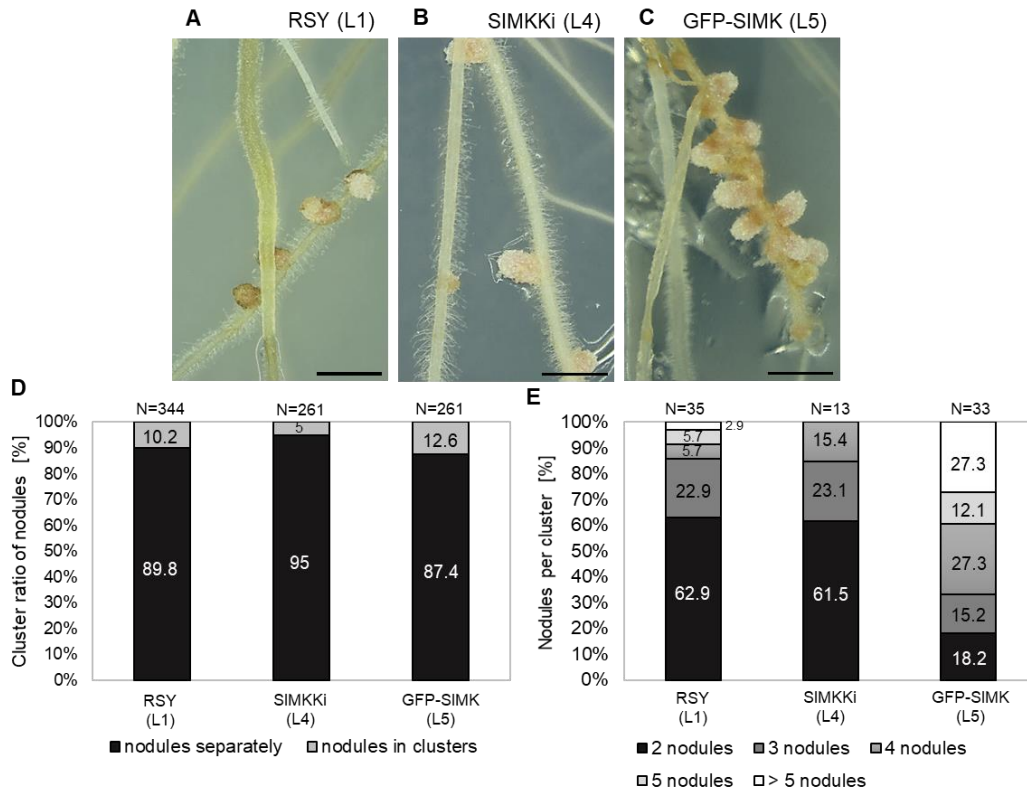 A RSY (L1)
B SIMKKi (L4)
C GFP-SIMK (L5)
D
N=344 N=261 N=261
Cluster ratio of nodules [%]
100%
90%
80%
70%
60%
50%
40%
30%
20%
10%
0%
10.2 5 12.6
89.8 95 87.4
RSY SIMKKi GFP-SIMK
(L1) (L4) (L5)
nodules separately nodules in clusters
E
N=35 N=13 N=33
Nodules per cluster [%]
100%
90%
80%
70%
60%
50%
40%
30%
20%
10%
0%
2.9
5.7
5.7
22.9
62.9
15.4
23.1
61.5
27.3
12.1
27.3
15.2
18.2
RSY SIMKKi GFP-SIMK
(L1) (L4) (L5)
2 nodules 3 nodules 4 nodules
5 nodules > 5 nodules